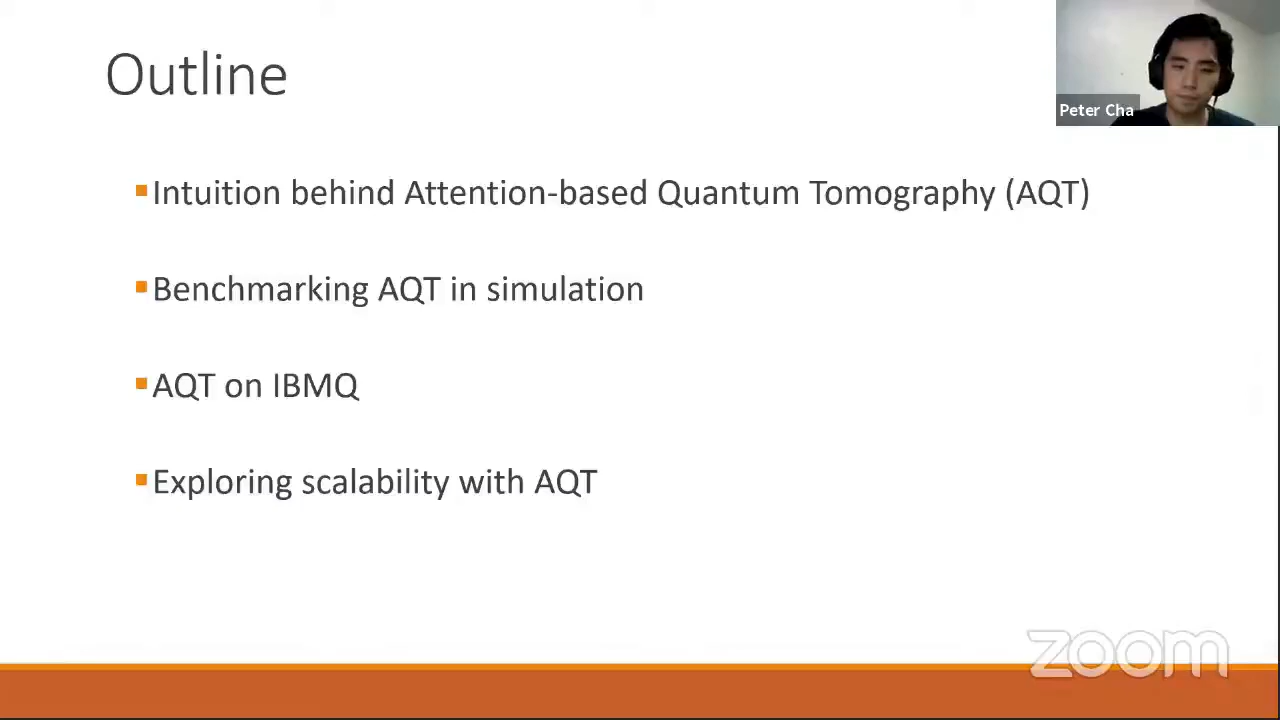 Outline
Peter Cha
Intuition behind Attention-based Quantum Tomography (AQT)
Benchmarking AQT in simulation
AQT on IBMQ
Exploring scalability with AQT
zoom